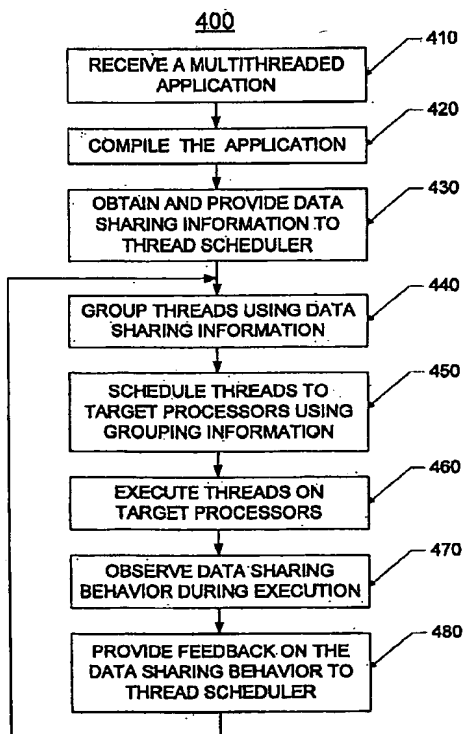 400
RECEIVE A MULTITHREADED
APPLICATION
410
COMPILE THE APPLICATION
420
OBTAIN AND PROVIDE DATA
SHARING INFORMATION TO
THREAD SCHEDULER
430
GROUP THREADS USING DATA
SHARING INFORMATION
440
SCHEDULE THREADS TO
TARGET PROCESSORS USING
GROUPING INFORMATION
450
EXECUTE THREADS ON
TARGET PROCESSORS
460
OBSERVE DATA SHARING
BEHAVIOR DURING EXECUTION
470
PROVIDE FEEDBACK ON THE
DATA SHARING BEHAVIOR TO
THREAD SCHEDULER
480